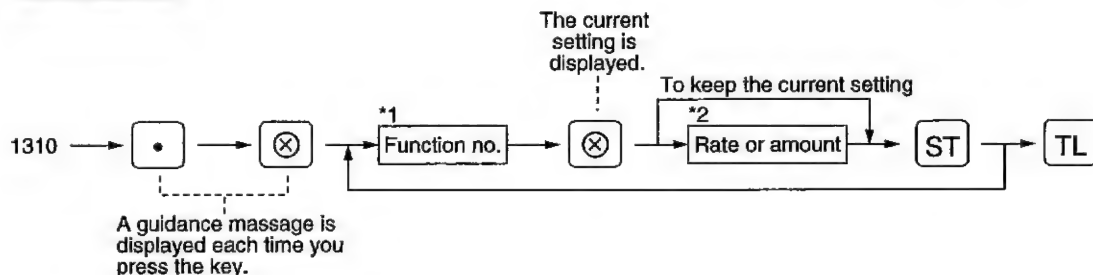 The current
setting is
displayed.
To keep the current setting
*1
*2
1310 • ⊗ Function no. ⊗ Rate or amount ST TL
A guidance massage is
displayed each time you
press the key.